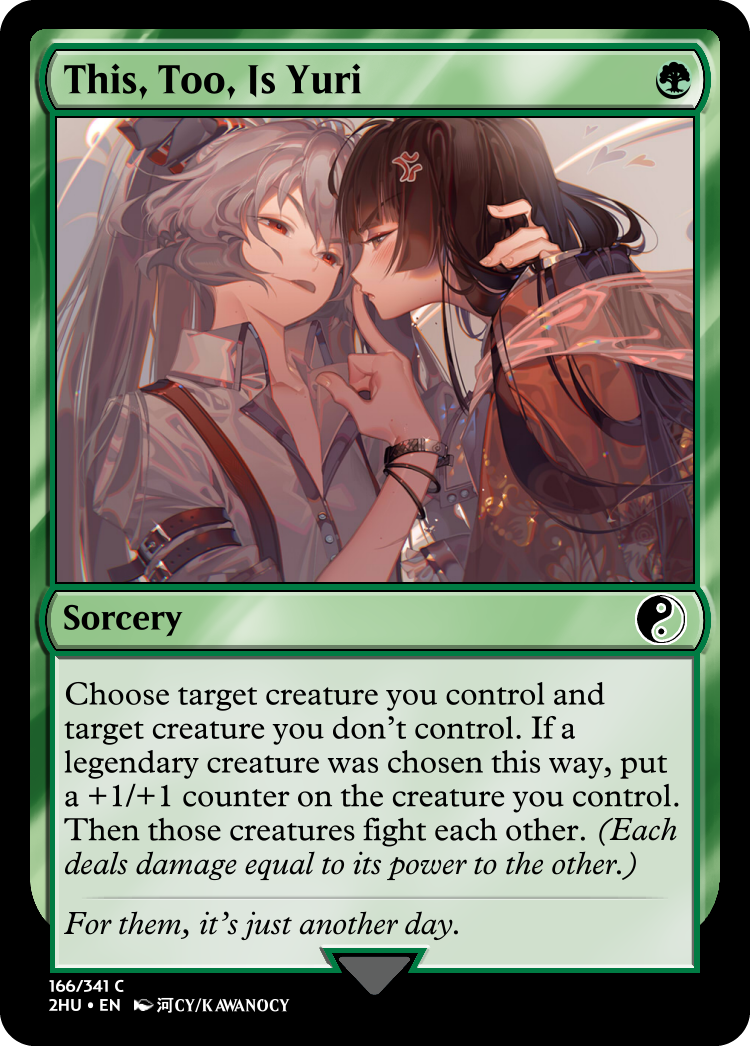 This, Too, Is Yuri
Sorcery
Choose target creature you control and
target creature you don't control. If a
legendary creature was chosen this way, put
a +1/+1 counter on the creature you control.
Then those creatures fight each other. (Each
deals damage equal to its power to the other.)
For them, it's just another day.
166/341 C
2HU • EN 河CY/KAWANOCY